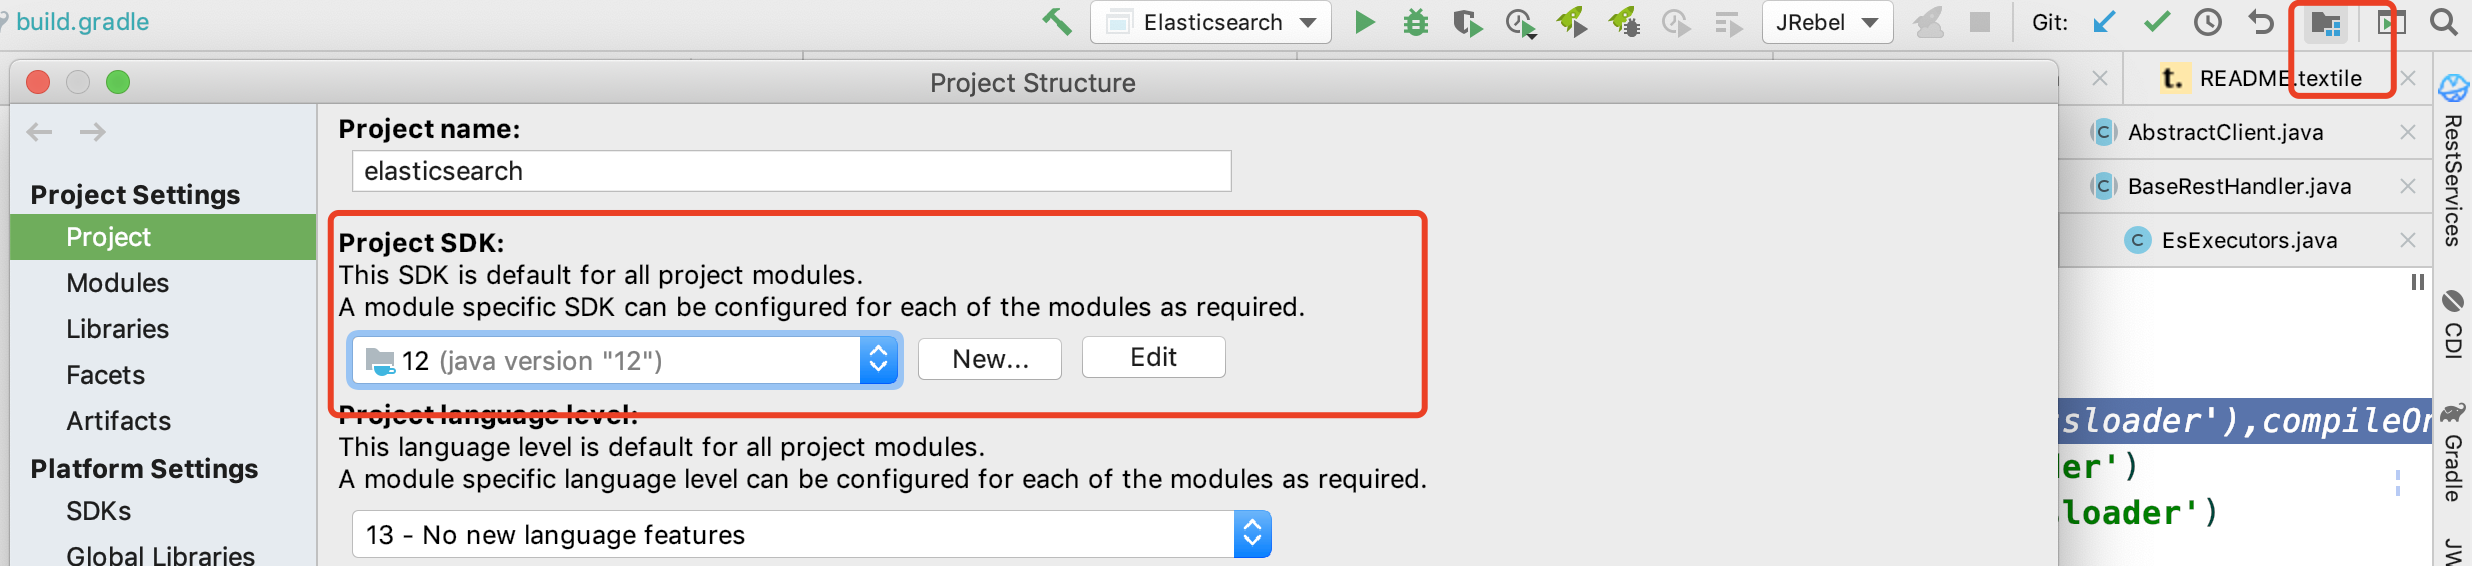 build.gradle
Elasticsearch
JRebel
Git:
Project Structure
t. README.textile
AbstractClient.java
BaseRestHandler.java
EsExecutors.java
Project Settings
Project
Modules
Libraries
Facets
Artifacts
Platform Settings
SDKs
Global Libraries
Project name:
elasticsearch
Project SDK:
This SDK is default for all project modules.
A module specific SDK can be configured for each of the modules as required.
12 (java version "12")
New...
Edit
Project language level:
This language level is default for all project modules.
A module specific language level can be configured for each of the modules as required.
13 - No new language features
sloader'),compileOn
er')
loader')
RestServices
CDI
Gradle
JW